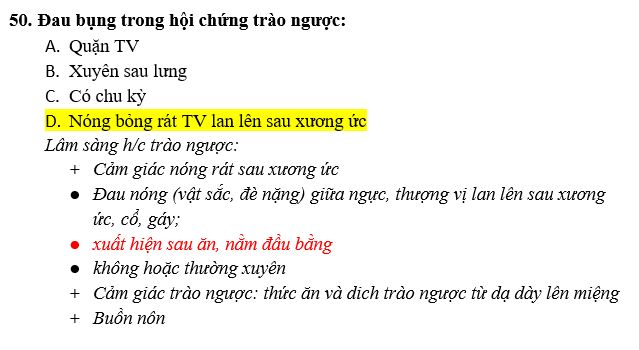 50. Đau bụng trong hội chứng trào ngược:
A. Quặn TV
B. Xuyên sau lưng
C. Có chu kỳ
D. Nóng bỏng rát TV lan lên sau xương ức
Lâm sàng h/c trào ngược:
+ Cảm giác nóng rát sau xương ức
● Đau nóng (vật sắc, đè nặng) giữa ngực, thượng vị lan lên sau xương
ức, cổ, gáy;
● xuất hiện sau ăn, nằm đầu bằng
● không hoặc thường xuyên
+ Cảm giác trào ngược: thức ăn và dich trào ngược từ dạ dày lên miệng
+ Buồn nôn